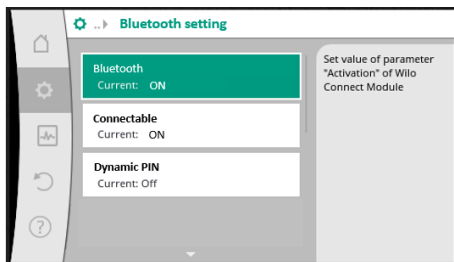 Bluetooth setting
Bluetooth
Current: ON
Connectable
Current: ON
Dynamic PIN
Current: Off
Set value of parameter
"Activation" of Wilo
Connect Module